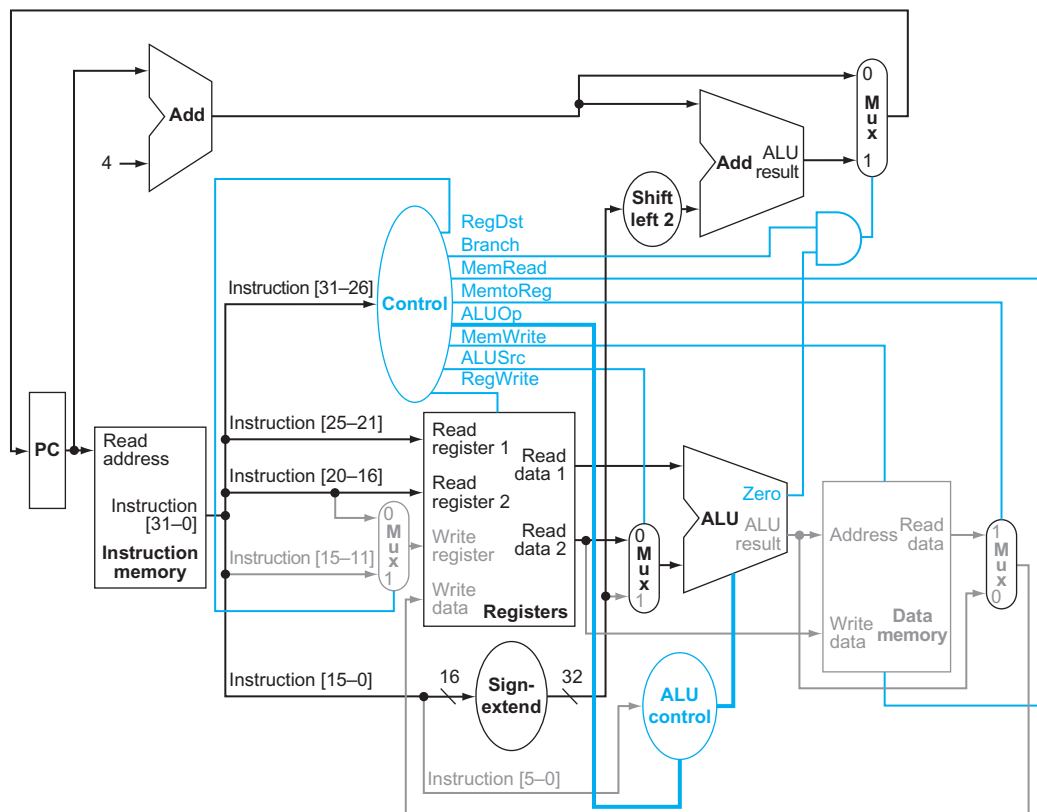 0
M
u
x
1
Add
4
Add
ALU
result
Shift
left 2
RegDst
Branch
MemRead
MemtoReg
ALUOp
MemWrite
ALUSrc
RegWrite
Control
Instruction [31–26]
Instruction [25–21]
Instruction [20–16]
Instruction [15–11]
Instruction [15–0]
Instruction [5–0]
PC
Read
address
Instruction
[31–0]
Instruction
memory
0
M
u
x
1
Read
register 1
Read
register 2
Write
register
Write
data
Read
data 1
Read
data 2
Registers
0
M
u
x
1
Zero
ALU
ALU
result
Address
Read
data
Write
data
Data
memory
1
M
u
x
0
16
Sign-
extend
32
ALU
control